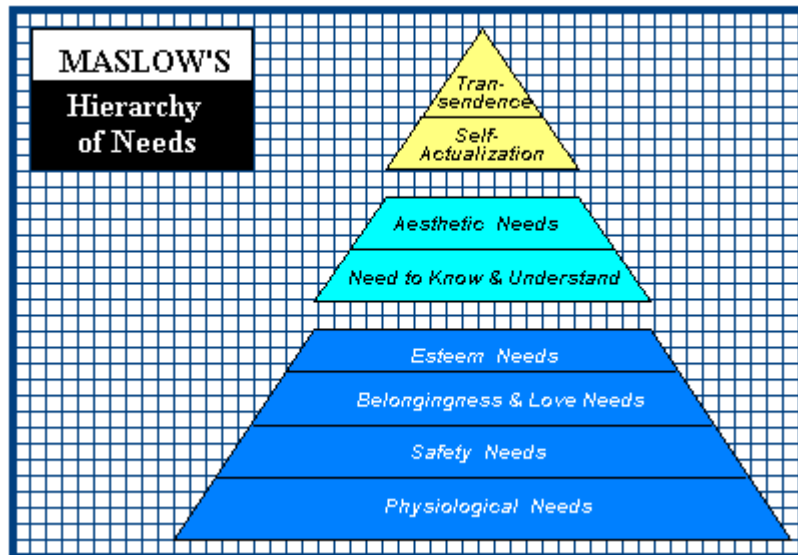 MASLOW'S
Hierarchy
of Needs
Tran-
sendence
Self-
Actualization
Aesthetic Needs
Need to Know & Understand
Esteem Needs
Belongingness & Love Needs
Safety Needs
Physiological Needs